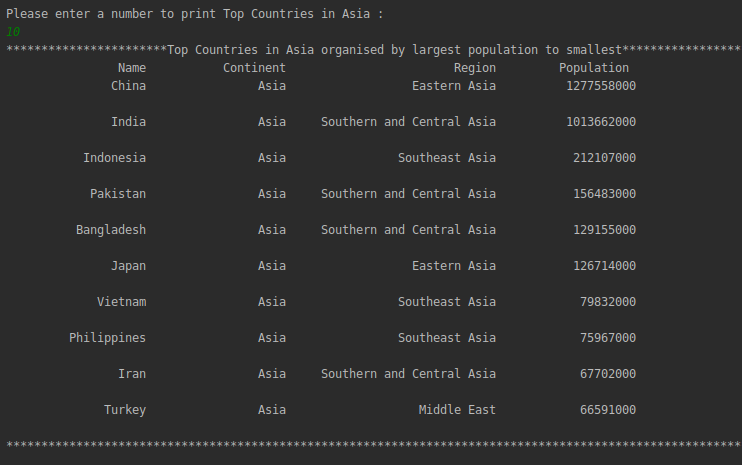 Please enter a number to print Top Countries in Asia :
10
***********************Top Countries in Asia organised by largest population to smallest*****************
Name Continent Region Population
China Asia Eastern Asia 1277558000
India Asia Southern and Central Asia 1013662000
Indonesia Asia Southeast Asia 212107000
Pakistan Asia Southern and Central Asia 156483000
Bangladesh Asia Southern and Central Asia 129155000
Japan Asia Eastern Asia 126714000
Vietnam Asia Southeast Asia 79832000
Philippines Asia Southeast Asia 75967000
Iran Asia Southern and Central Asia 67702000
Turkey Asia Middle East 66591000
*********************************************************************************************************